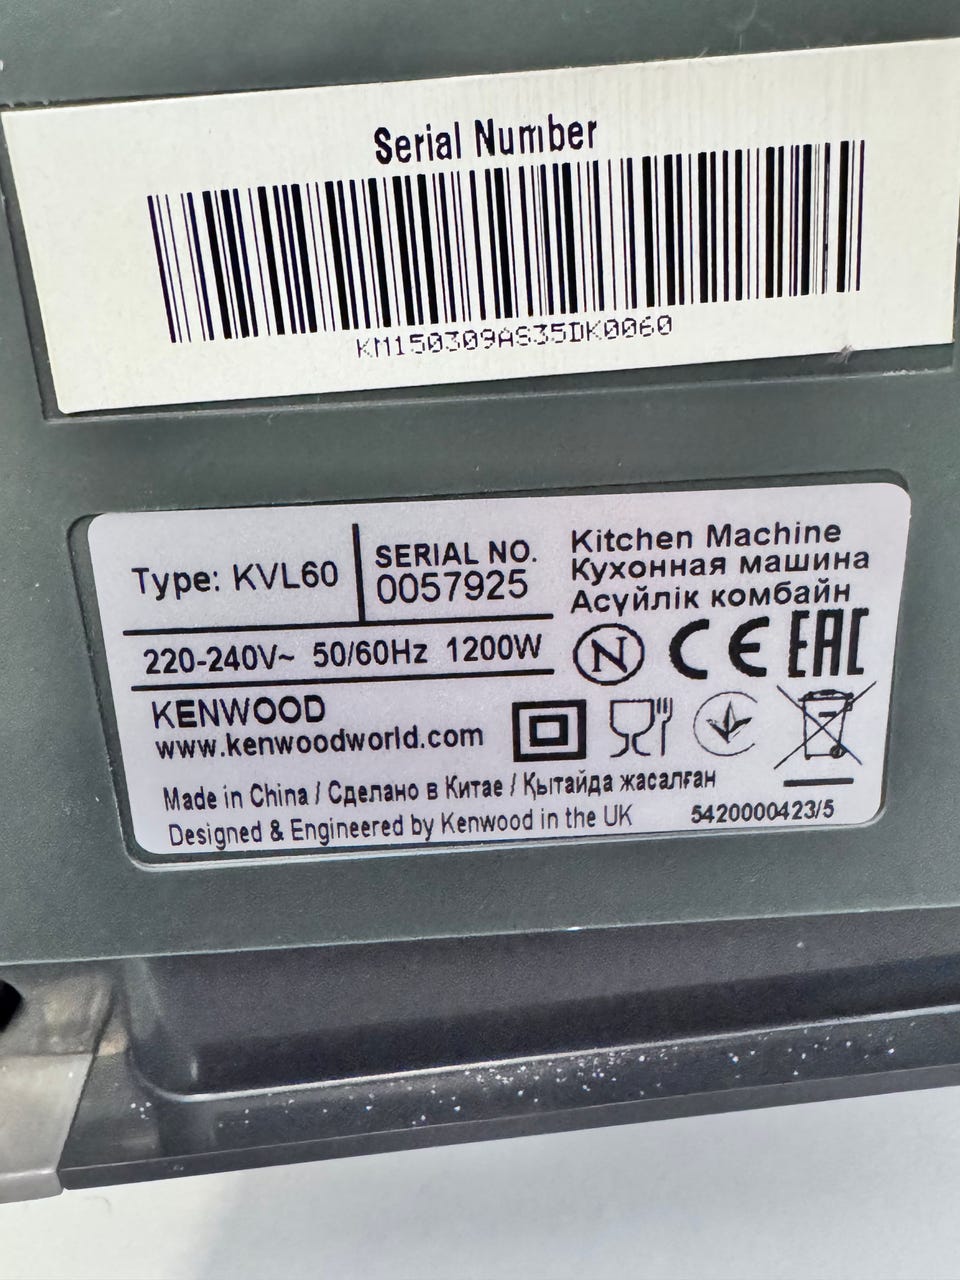 Serial Number
KM150309AS35DK0060
Type: KVL60
SERIAL NO.
0057925
Kitchen Machine
Кухонная машина
Асүйлік комбайн
220-240V~ 50/60Hz 1200W
N CE EAC
KENWOOD
www.kenwoodworld.com
Made in China / Сделано в Китае / Қытайда жасалған
Designed & Engineered by Kenwood in the UK
5420000423/5